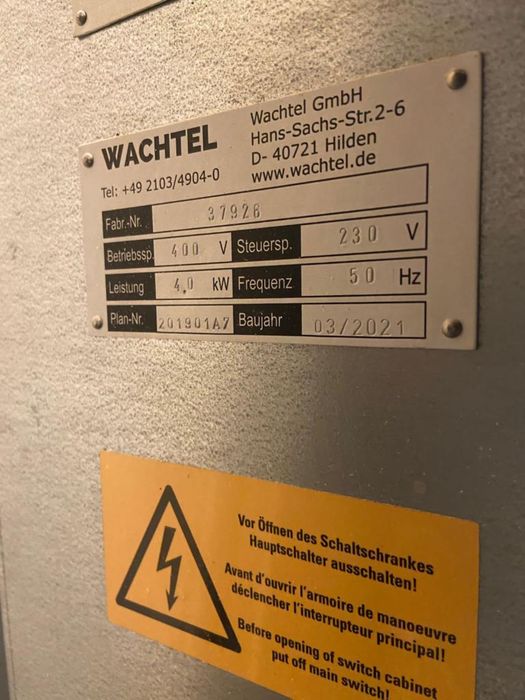 WACHTEL
Wachtel GmbH
Hans-Sachs-Str.2-6
D- 40721 Hilden
www.wachtel.de
Tel: +49 2103/4904-0
Fabr.-Nr. 37926
Betriebssp. 400 V Steuersp. 230 V
Leistung 4,0 kW Frequenz 50 Hz
Plan-Nr. 201901A7 Baujahr 03/2021
Vor Öffnen des Schaltschrankes
Hauptschalter ausschalten!
Avant d'ouvrir l'armoire de manoeuvre
déclencher l'interrupteur principal!
Before opening of switch cabinet
put off main switch!